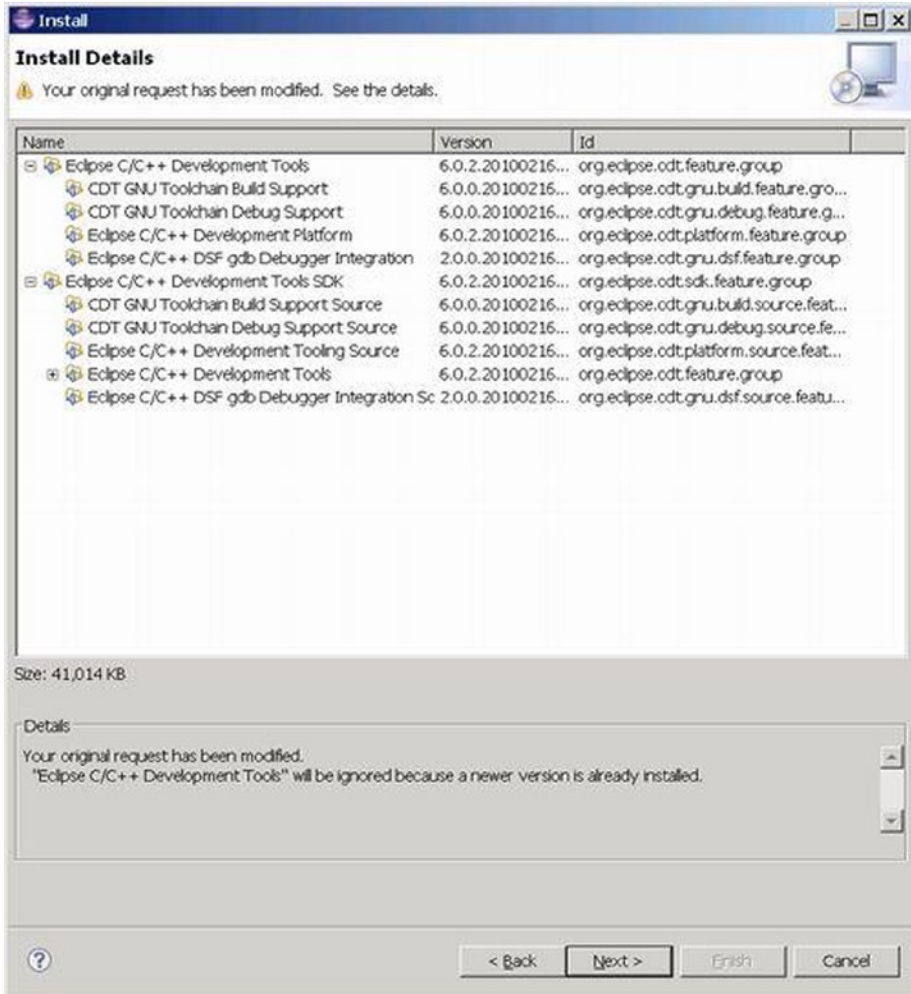 Install
Install Details
Your original request has been modified. See the details.
Name Version Id
Eclipse C/C++ Development Tools 6.0.2.20100216... org.eclipse.cdt.feature.group
CDT GNU Toolchain Build Support 6.0.0.20100216... org.eclipse.cdt.gnu.build.feature.gro...
CDT GNU Toolchain Debug Support 6.0.0.20100216... org.eclipse.cdt.gnu.debug.feature.g...
Eclipse C/C++ Development Platform 6.0.2.20100216... org.eclipse.cdt.platform.feature.group
Eclipse C/C++ DSF gdb Debugger Integration 2.0.0.20100216... org.eclipse.cdt.gnu.dsf.feature.group
Eclipse C/C++ Development Tools SDK 6.0.2.20100216... org.eclipse.cdt.sdk.feature.group
CDT GNU Toolchain Build Support Source 6.0.0.20100216... org.eclipse.cdt.gnu.build.source.feat...
CDT GNU Toolchain Debug Support Source 6.0.0.20100216... org.eclipse.cdt.gnu.debug.source.fe...
Eclipse C/C++ Development Tooling Source 6.0.2.20100216... org.eclipse.cdt.platform.source.feat...
Eclipse C/C++ Development Tools 6.0.2.20100216... org.eclipse.cdt.feature.group
Eclipse C/C++ DSF gdb Debugger Integration Sc 2.0.0.20100216... org.eclipse.cdt.gnu.dsf.source.featu...
Size: 41,014 KB
Details
Your original request has been modified.
"Eclipse C/C++ Development Tools" will be ignored because a newer version is already installed.
< Back Next > Finish Cancel